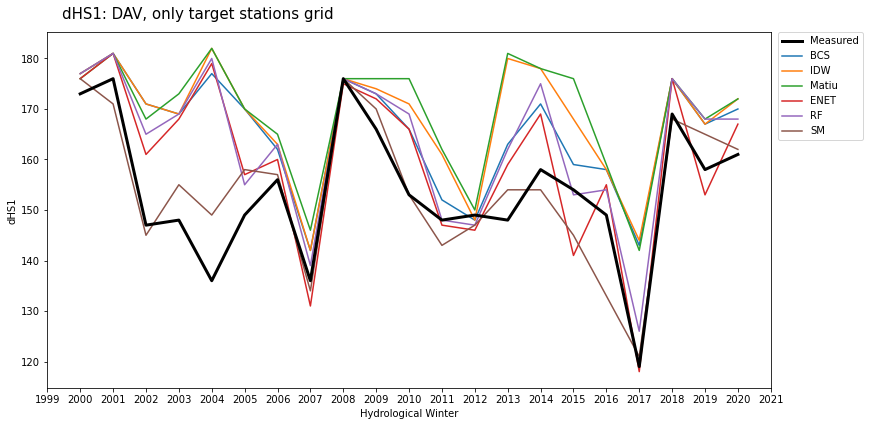 dHS1: DAV, only target stations grid
Measured
BCS
IDW
Matiu
ENET
RF
SM
dHS1
180
170
160
150
140
130
120
1999 2000 2001 2002 2003 2004 2005 2006 2007 2008 2009 2010 2011 2012 2013 2014 2015 2016 2017 2018 2019 2020 2021
Hydrological Winter